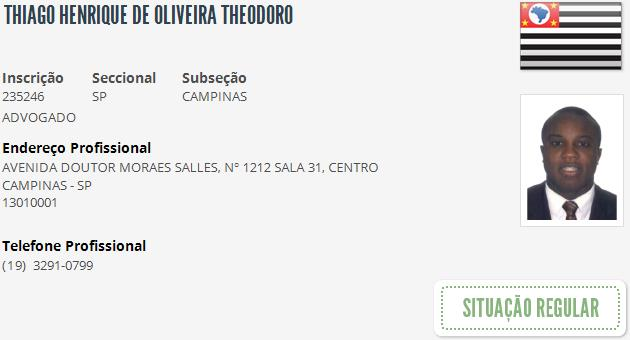 THIAGO HENRIQUE DE OLIVEIRA THEODORO
Inscrição Seccional Subseção
235246 SP CAMPINAS
ADVOGADO
Endereço Profissional
AVENIDA DOUTOR MORAES SALLES, Nº 1212 SALA 31, CENTRO
CAMPINAS - SP
13010001
Telefone Profissional
(19) 3291-0799
SITUAÇÃO REGULAR